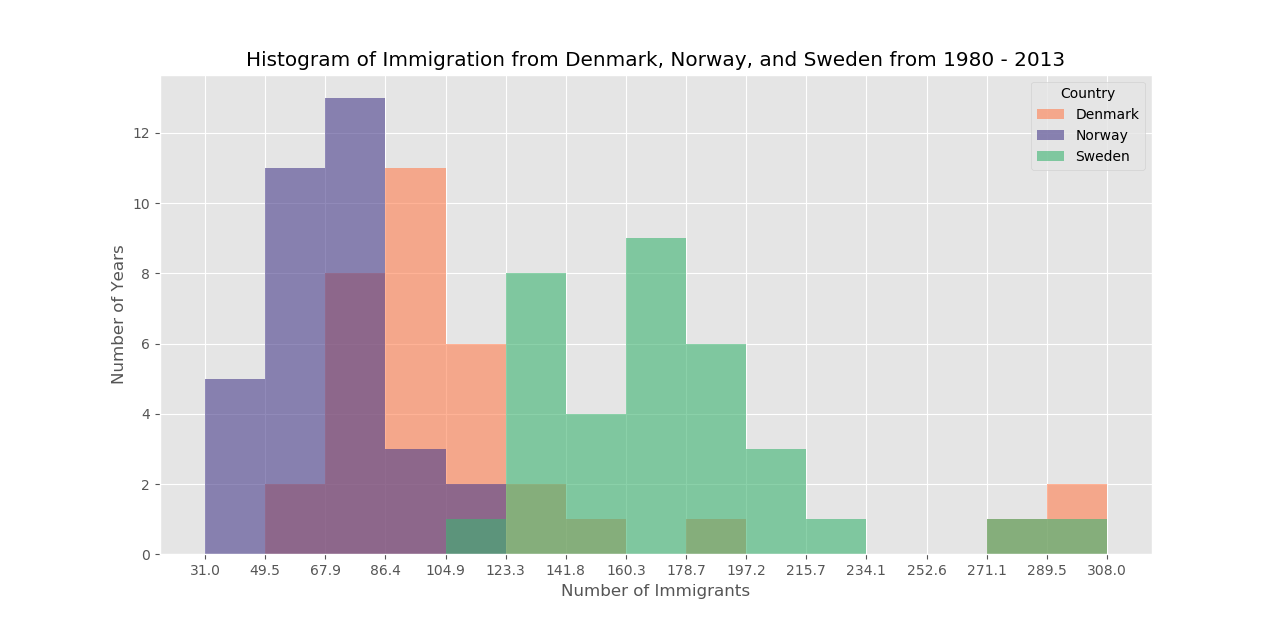 Histogram of Immigration from Denmark, Norway, and Sweden from 1980 - 2013
Country
Denmark
Norway
Sweden
Number of Years
12
10
8
6
4
2
0
31.0 49.5 67.9 86.4 104.9 123.3 141.8 160.3 178.7 197.2 215.7 234.1 252.6 271.1 289.5 308.0
Number of Immigrants